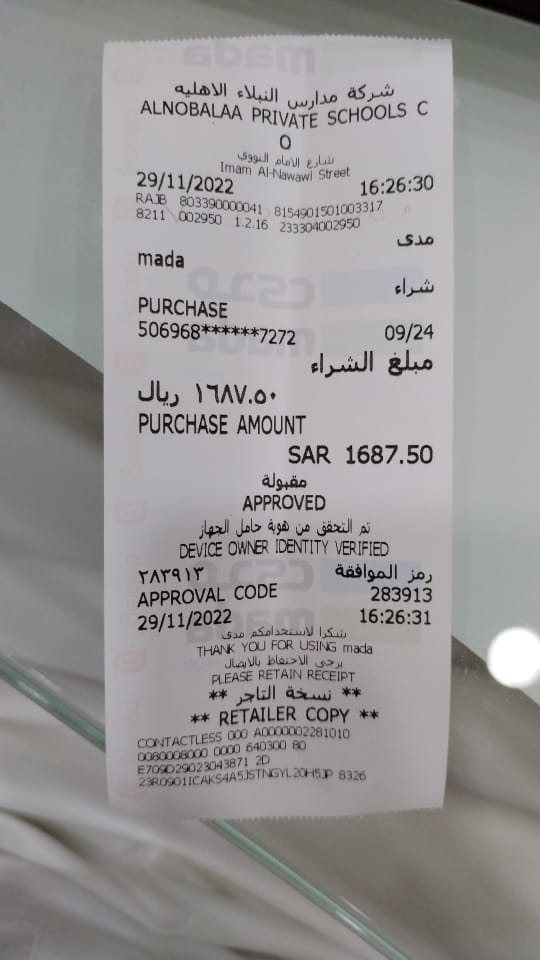 شركة مدارس النبلاء الاهليه
ALNOBALAA PRIVATE SCHOOLS C
O
شارع الامام النووي
Imam Al-Nawawi Street
29/11/2022 16:26:30
RAJB 803390000041 8154901501003317
8211 002950 1.2.16 233304002950
مدى
mada
شراء
PURCHASE
506968******7272 09/24
مبلغ الشراء
١٦٨٧.٥٠ ريال
PURCHASE AMOUNT
SAR 1687.50
مقبولة
APPROVED
تم التحقق من هوية حامل الجهاز
DEVICE OWNER IDENTITY VERIFIED
رمز الموافقة ٢٨٣٩١٣
APPROVAL CODE 283913
29/11/2022 16:26:31
شكرا لاستخدامكم مدى
THANK YOU FOR USING mada
يرجى الاحتفاظ بالايصال
PLEASE RETAIN RECEIPT
** نسخة التاجر **
** RETAILER COPY **
CONTACTLESS 000 A0000002281010
0080008000 0000 640300 80
E709D29023043871 2D
23R0901ICAKS4A5JSTNGYL20H5JP 8326